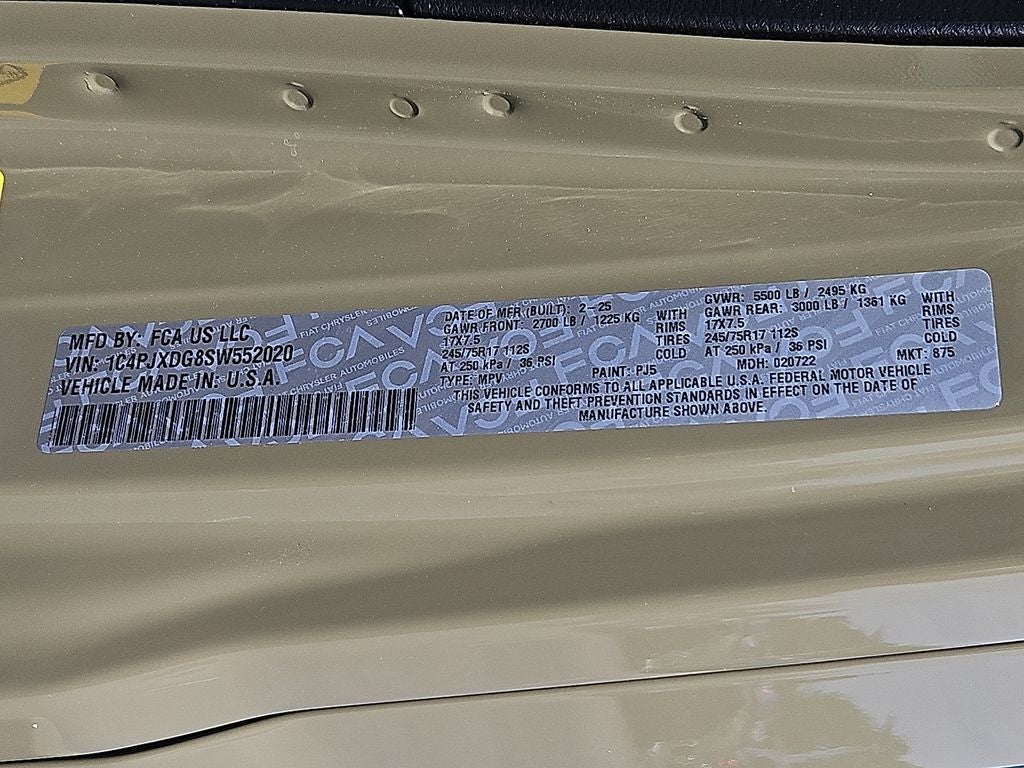 MFD BY: FCA US LLC
VIN: 1C4PJXDG8SW552020
VEHICLE MADE IN: U.S.A.
DATE OF MFR (BUILT): 2-25
GAWR FRONT: 2700 LB / 1225 KG WITH
17X7.5 RIMS
245/75R17 112S TIRES
AT 250 kPa / 36 PSI COLD
TYPE: MPV
PAINT: PJ5
GVWR: 5500 LB / 2495 KG
GAWR REAR: 3000 LB / 1361 KG WITH
17X7.5 RIMS
245/75R17 112S TIRES
AT 250 kPa / 36 PSI COLD
MDH: 020722
MKT: 875
THIS VEHICLE CONFORMS TO ALL APPLICABLE U.S.A. FEDERAL MOTOR VEHICLE
SAFETY AND THEFT PREVENTION STANDARDS IN EFFECT ON THE DATE OF
MANUFACTURE SHOWN ABOVE.